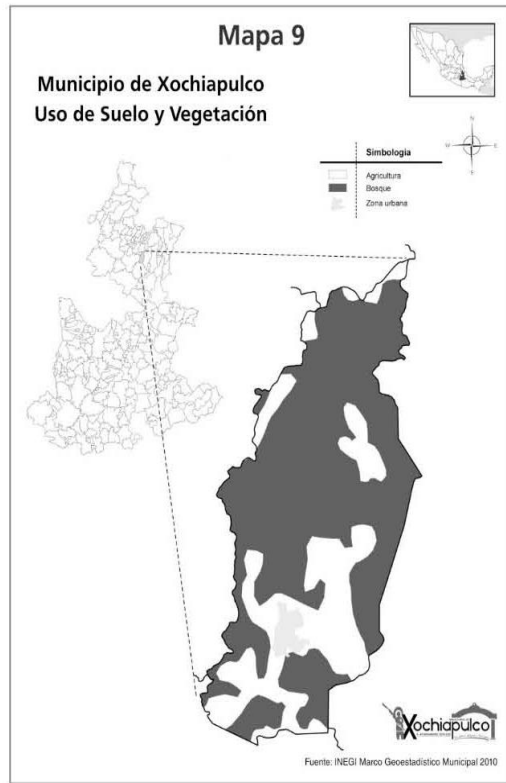 Mapa 9
Municipio de Xochiapulco
Uso de Suelo y Vegetación
N
E
S
Simbología
Agricultura
Bosque
Zona urbana
Xochiapulco
Fuente: INEGI Marco Geoestadístico Municipal 2010